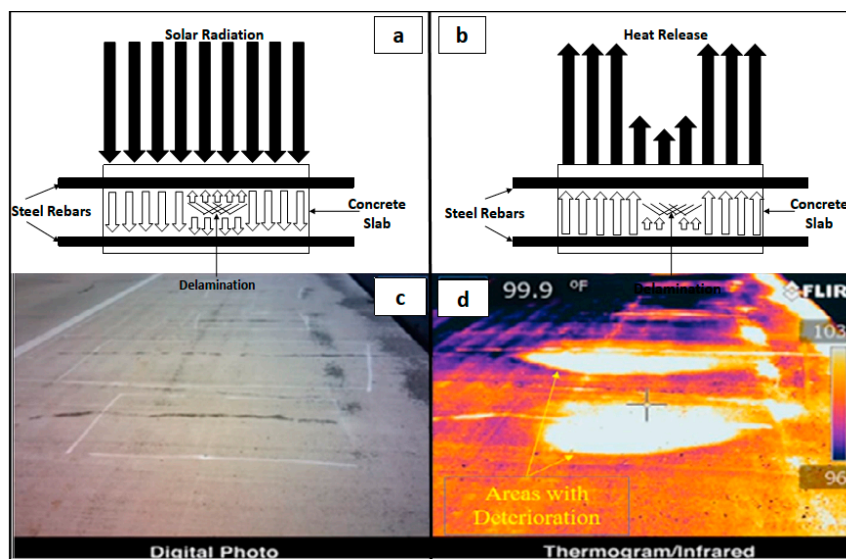 Solar Radiation
a
Steel Rebars
Concrete
Slab
Delamination
b
Heat Release
Steel Rebars
Concrete
Slab
Delamination
c
Digital Photo
d
99.9 °F
FLIR
103
96
Areas with
Deterioration
Thermogram/Infrared